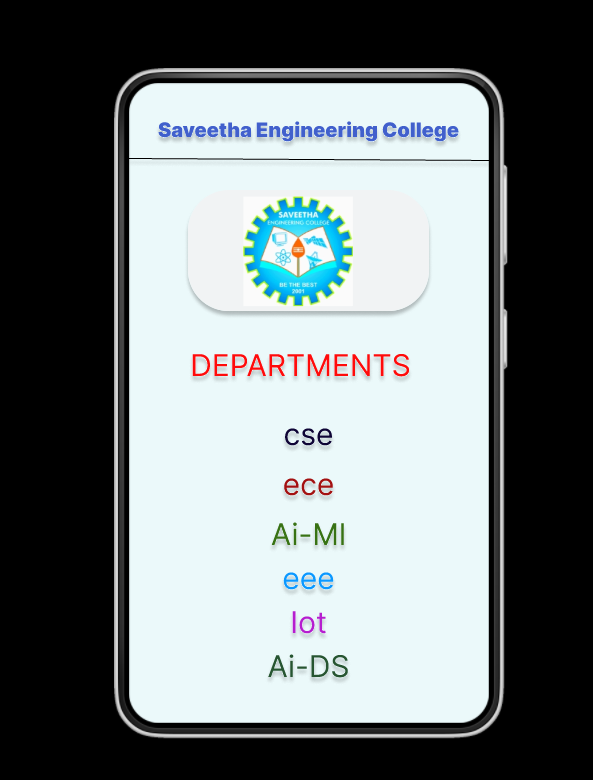 Saveetha Engineering College
SAVEETHA
ENGINEERING COLLEGE
BE THE BEST
2001
DEPARTMENTS
cse
ece
Ai-Ml
eee
Iot
Ai-DS